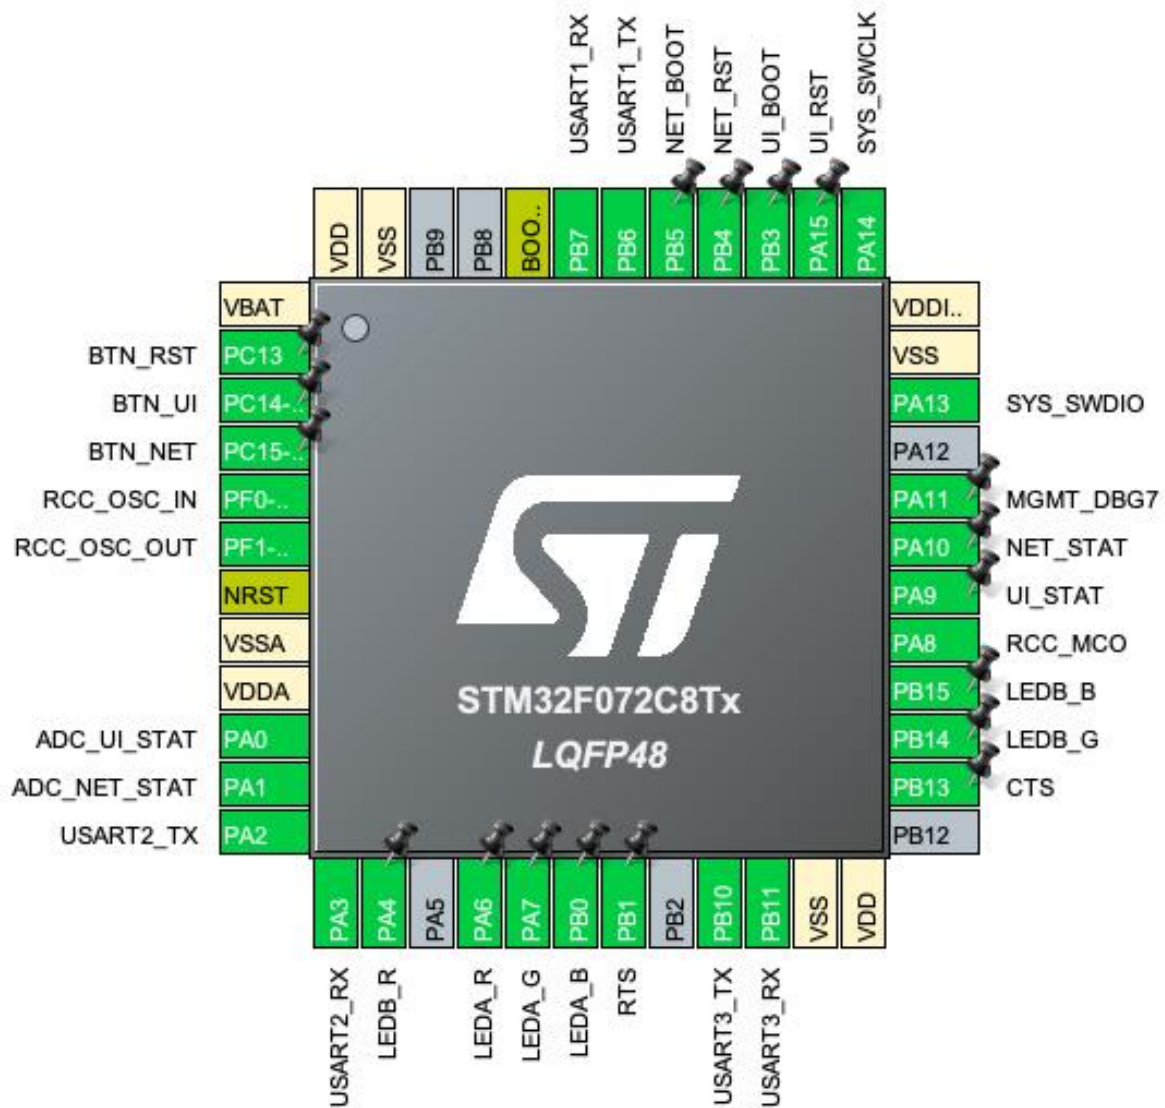 USART1_RX
USART1_TX
NET_BOOT
NET_RST
UI_BOOT
UI_RST
SYS_SWCLK
VDD
VSS
PB9
PB8
BOO..
PB7
PB6
PB5
PB4
PB3
PA15
PA14
VBAT
BTN_RST PC13
BTN_UI PC14-..
BTN_NET PC15-..
RCC_OSC_IN PF0-..
RCC_OSC_OUT PF1-..
NRST
VSSA
VDDA
ADC_UI_STAT PA0
ADC_NET_STAT PA1
USART2_TX PA2
ST
STM32F072C8Tx
LQFP48
VDDI..
VSS
PA13 SYS_SWDIO
PA12
PA11 MGMT_DBG7
PA10 NET_STAT
PA9 UI_STAT
PA8 RCC_MCO
PB15 LEDB_B
PB14 LEDB_G
PB13 CTS
PB12
PA3
PA4
PA5
PA6
PA7
PB0
PB1
PB2
PB10
PB11
VSS
VDD
USART2_RX
LEDB_R
LEDA_R
LEDA_G
LEDA_B
RTS
USART3_TX
USART3_RX